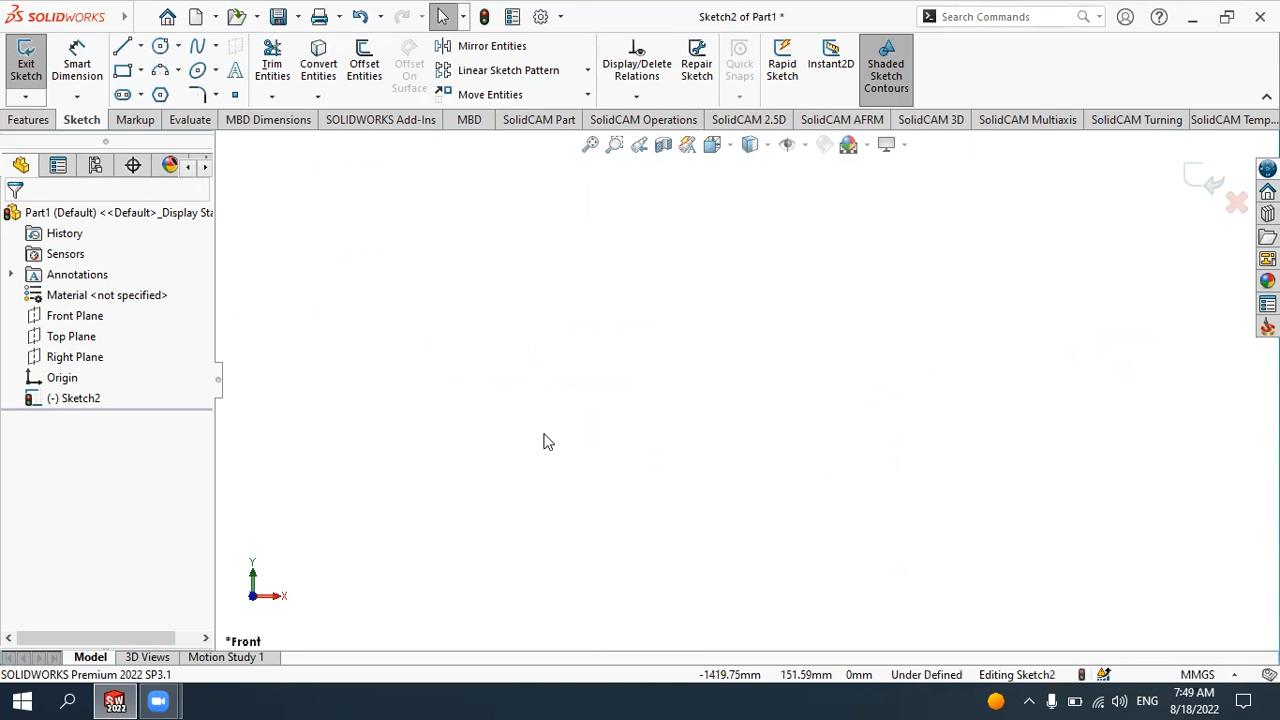 SOLIDWORKS
Sketch2 of Part1 *
Search Commands
Exit Sketch
Smart Dimension
Trim Entities
Convert Entities
Offset Entities
Offset On Surface
Mirror Entities
Linear Sketch Pattern
Move Entities
Display/Delete Relations
Repair Sketch
Quick Snaps
Rapid Sketch
Instant2D
Shaded Sketch Contours
Features Sketch Markup Evaluate MBD Dimensions SOLIDWORKS Add-Ins MBD SolidCAM Part SolidCAM Operations SolidCAM 2.5D SolidCAM AFRM SolidCAM 3D SolidCAM Multiaxis SolidCAM Turning SolidCAM Temp...
Part1 (Default) <<Default>_Display Sta
History
Sensors
Annotations
Material <not specified>
Front Plane
Top Plane
Right Plane
Origin
(-) Sketch2
Y
X
*Front
Model 3D Views Motion Study 1
SOLIDWORKS Premium 2022 SP3.1 -1419.75mm 151.59mm 0mm Under Defined Editing Sketch2 MMGS
SW 2022
ENG
7:49 AM
8/18/2022